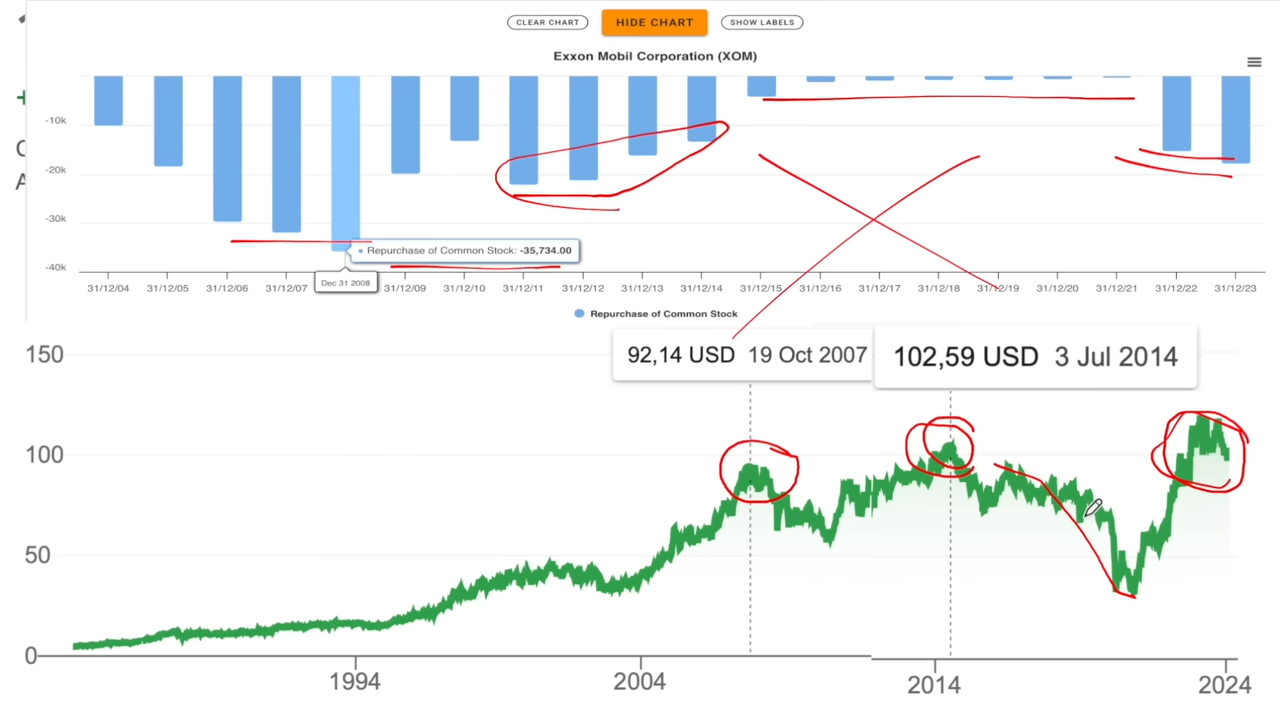 CLEAR CHART HIDE CHART SHOW LABELS
Exxon Mobil Corporation (XOM)
-10k
-20k
-30k
-40k
Repurchase of Common Stock: -35,734.00
Dec 31 2008
31/12/04 31/12/05 31/12/06 31/12/07 31/12/09 31/12/10 31/12/11 31/12/12 31/12/13 31/12/14 31/12/15 31/12/16 31/12/17 31/12/18 31/12/19 31/12/20 31/12/21 31/12/22 31/12/23
Repurchase of Common Stock
92,14 USD 19 Oct 2007
102,59 USD 3 Jul 2014
150
100
50
0
1994 2004 2014 2024